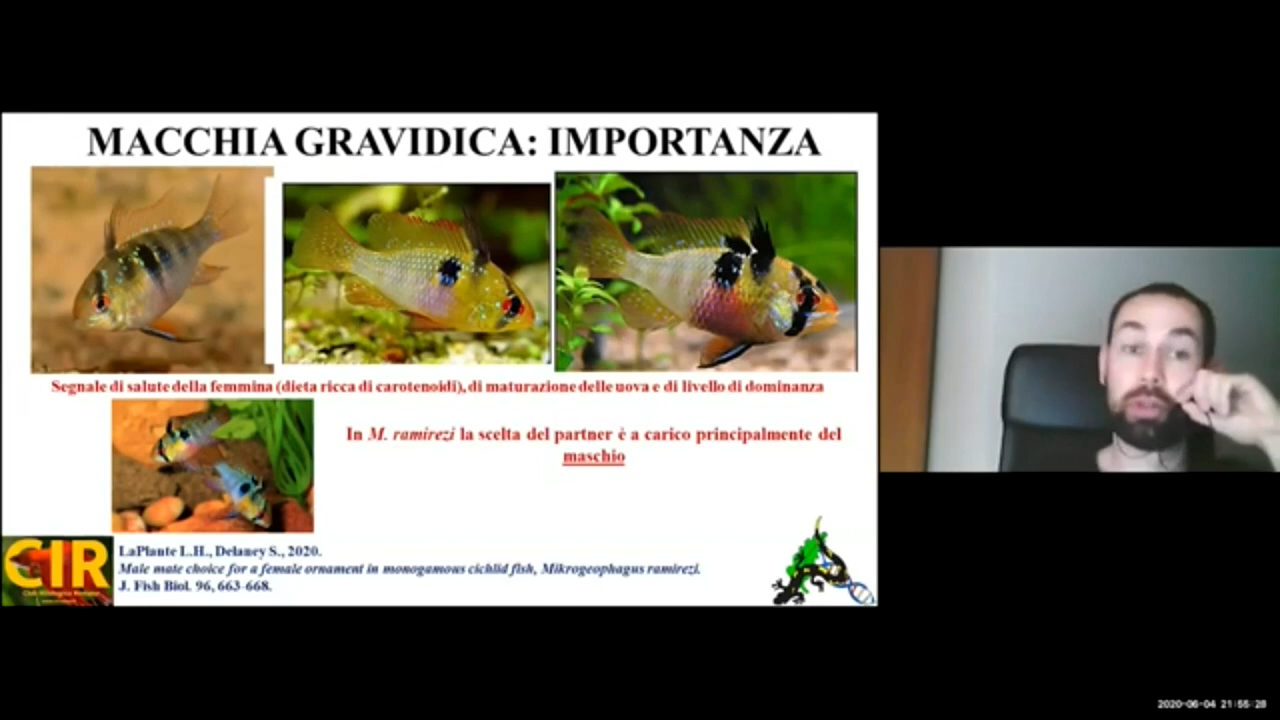 MACCHIA GRAVIDICA: IMPORTANZA
Segnale di salute della femmina (dieta ricca di carotenoidi), di maturazione delle uova e di livello di dominanza
In M. ramirezi la scelta del partner è a carico principalmente del
maschio
CIR
LaPlante L.H., Delaney S., 2020.
Male mate choice for a female ornament in monogamous cichlid fish, Mikrogeophagus ramirezi.
J. Fish Biol. 96, 663-668.
2020-06-04 21:55:28